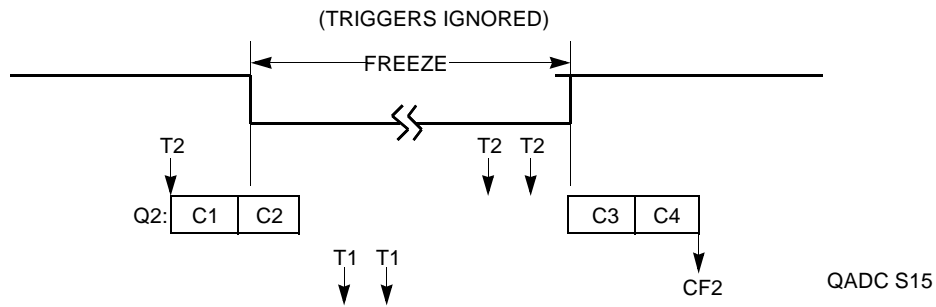 (TRIGGERS IGNORED)
FREEZE
T2 T2 T2
Q2: C1 C2 C3 C4
T1 T1
CF2
QADC S15